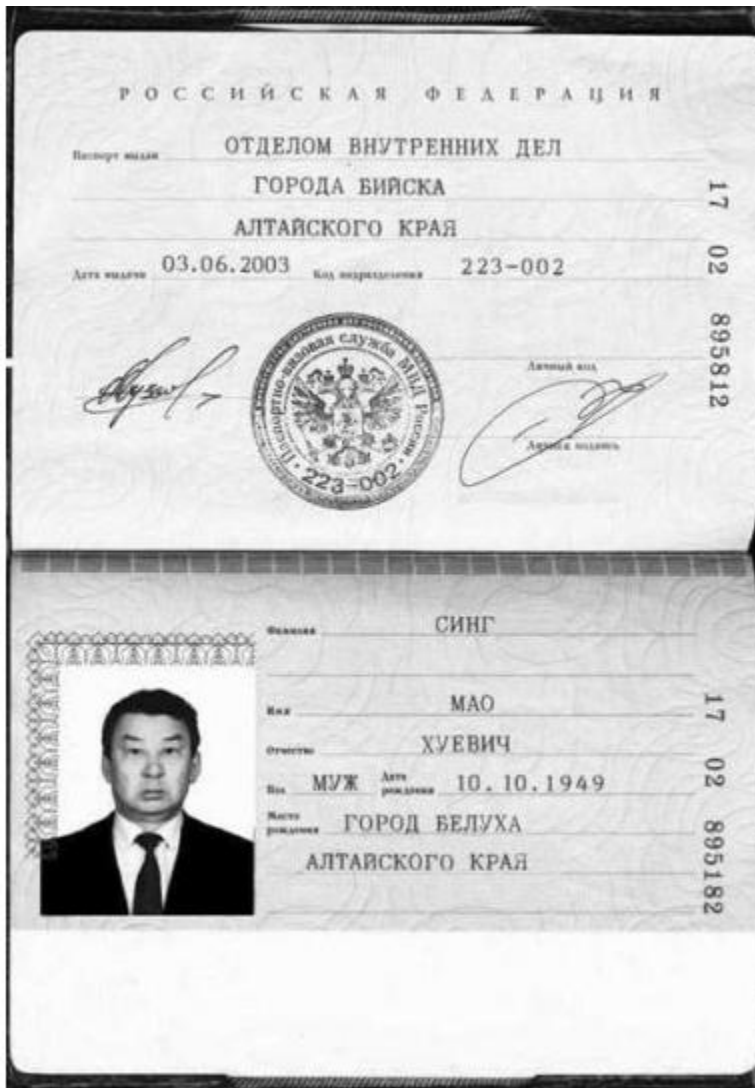 РОССИЙСКАЯ ФЕДЕРАЦИЯ
Паспорт выдан ОТДЕЛОМ ВНУТРЕННИХ ДЕЛ
ГОРОДА БИЙСКА
АЛТАЙСКОГО КРАЯ
Дата выдачи 03.06.2003 Код подразделения 223-002
17 02 895812
Паспортно-визовая служба МВД России
223-002
Личный код
Личная подпись
Фамилия СИНГ
Имя МАО
Отчество ХУЕВИЧ
Пол МУЖ Дата рождения 10.10.1949
Место рождения ГОРОД БЕЛУХА
АЛТАЙСКОГО КРАЯ
17 02 895182